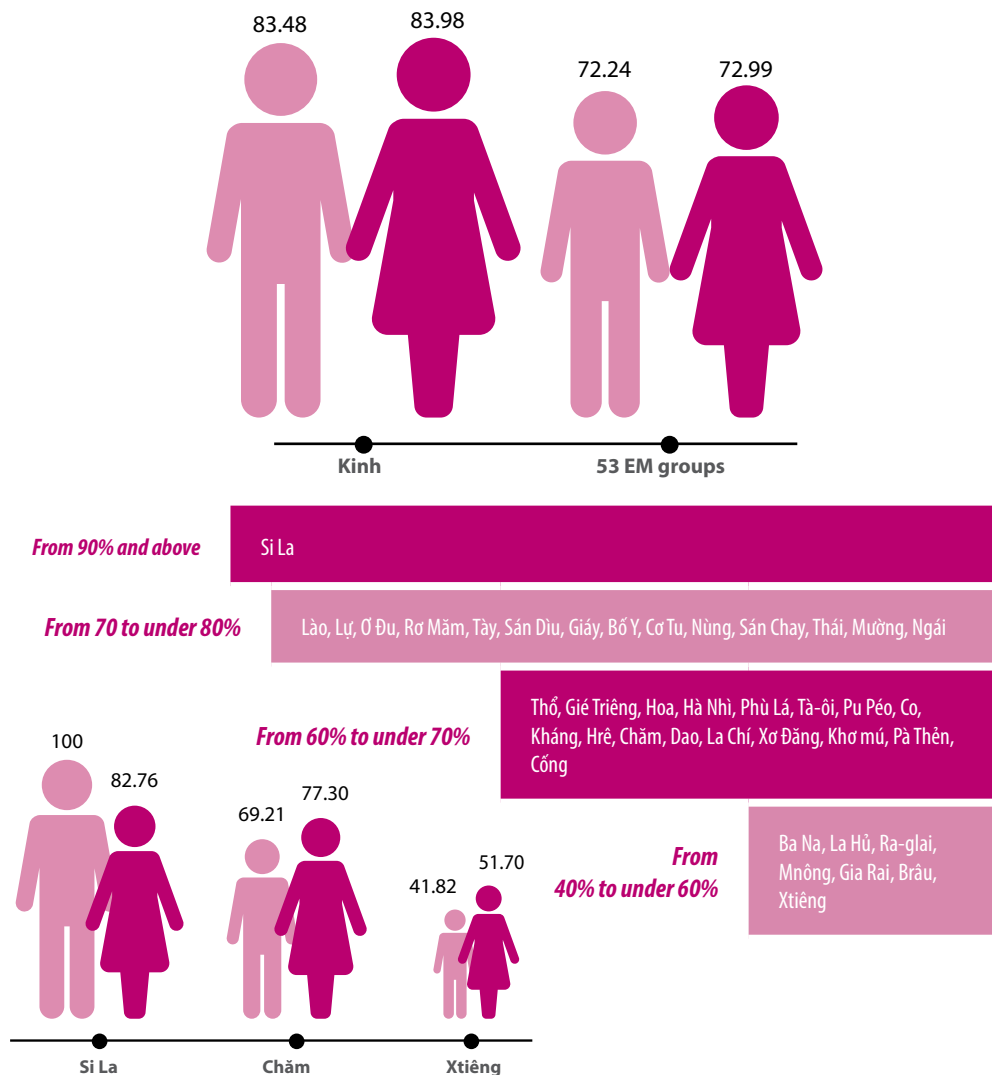 83.48
83.98
72.24
72.99
Kinh
53 EM groups
From 90% and above
Si La
From 70 to under 80%
Lào, Lự, Ơ Đu, Rơ Măm, Tày, Sán Dìu, Giáy, Bố Y, Cơ Tu, Nùng, Sán Chay, Thái, Mường, Ngái
From 60% to under 70%
Thổ, Gié Triêng, Hoa, Hà Nhì, Phù Lá, Tà-ôi, Pu Péo, Co,
Kháng, Hrê, Chăm, Dao, La Chí, Xơ Đăng, Khơ mú, Pà Thẻn,
Cống
From
40% to under 60%
Ba Na, La Hủ, Ra-glai,
Mnông, Gia Rai, Brâu,
Xtiêng
100
82.76
69.21
77.30
41.82
51.70
Si La
Chăm
Xtiêng